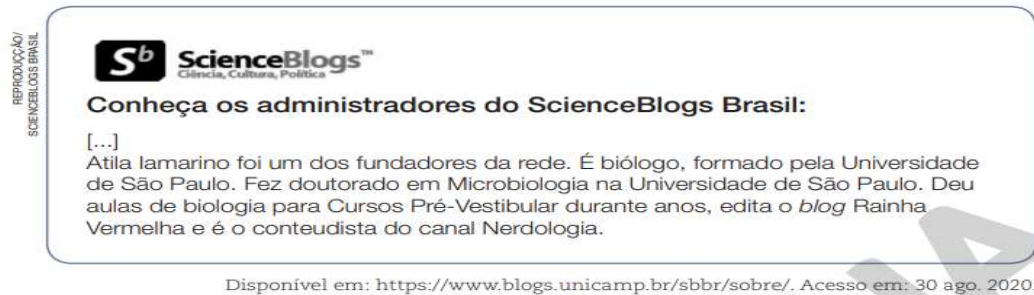 REPRODUÇÃO/
SCIENCEBLOGS BRASIL
Sb ScienceBlogs™
Ciência, Cultura, Política
Conheça os administradores do ScienceBlogs Brasil:
[...]
Atila Iamarino foi um dos fundadores da rede. É biólogo, formado pela Universidade
de São Paulo. Fez doutorado em Microbiologia na Universidade de São Paulo. Deu
aulas de biologia para Cursos Pré-Vestibular durante anos, edita o blog Rainha
Vermelha e é o conteudista do canal Nerdologia.
Disponível em: https://www.blogs.unicamp.br/sbbr/sobre/. Acesso em: 30 ago. 2020